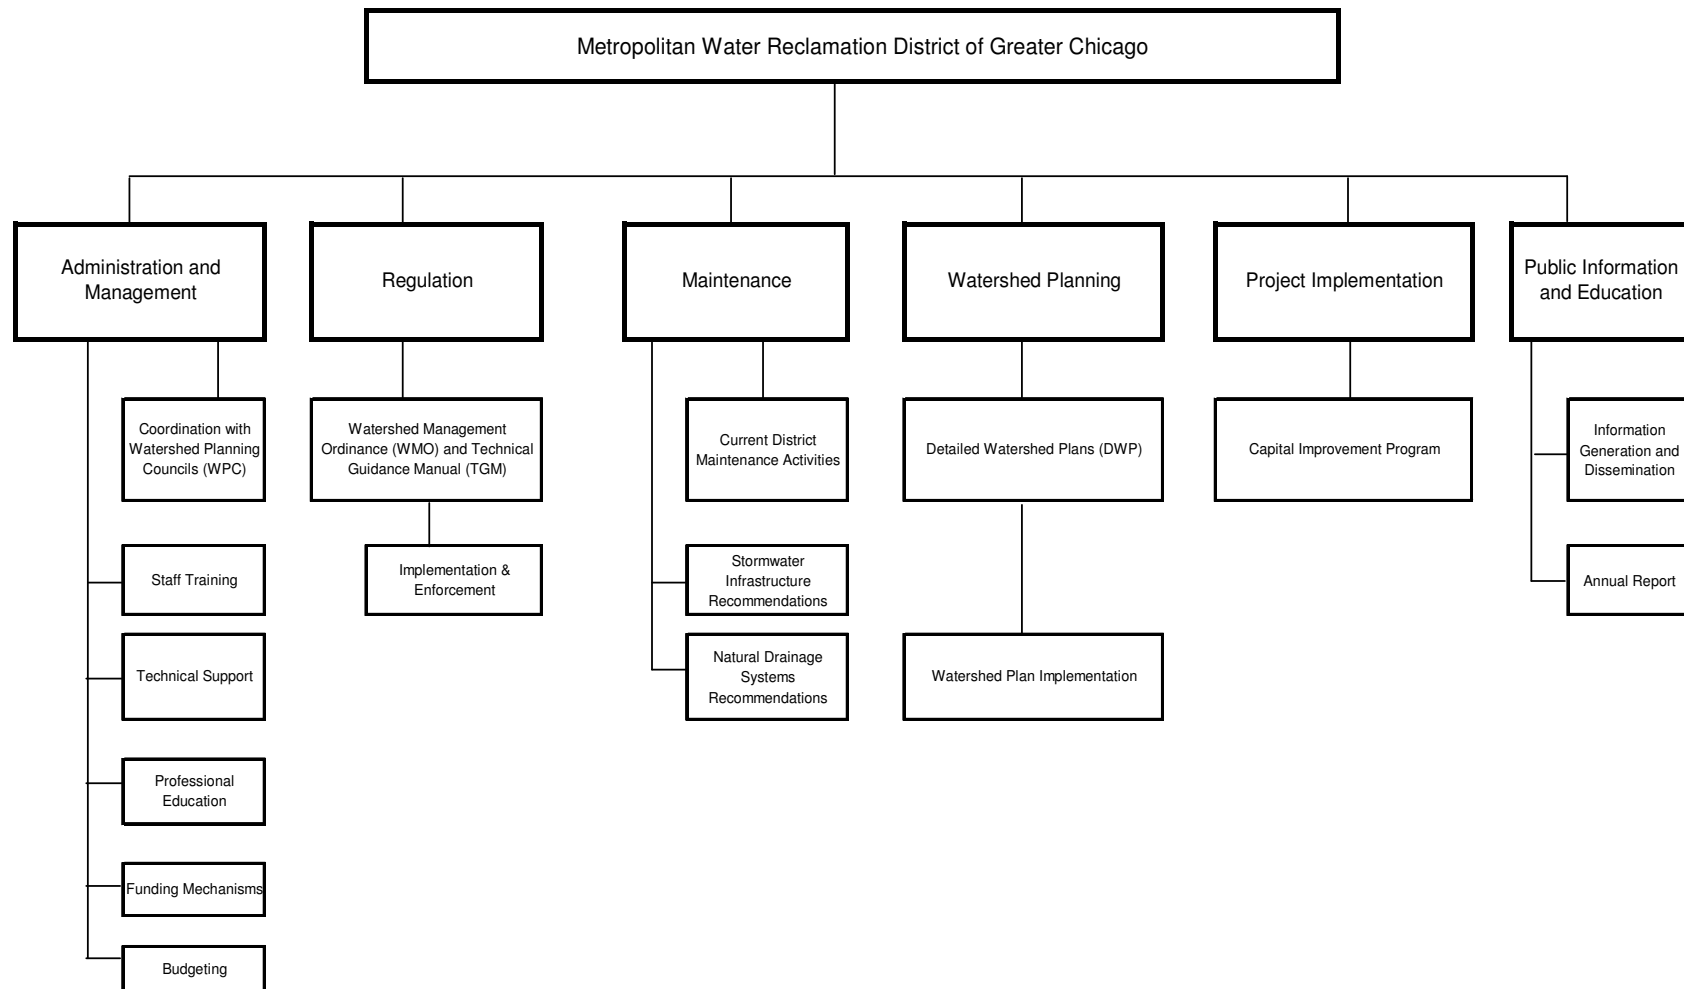 Metropolitan Water Reclamation District of Greater Chicago
Administration and
Management
Regulation
Maintenance
Watershed Planning
Project Implementation
Public Information
and Education
Coordination with
Watershed Planning
Councils (WPC)
Watershed Management
Ordinance (WMO) and Technical
Guidance Manual (TGM)
Current District
Maintenance Activities
Detailed Watershed Plans (DWP)
Capital Improvement Program
Information
Generation and
Dissemination
Staff Training
Implementation &
Enforcement
Stormwater
Infrastructure
Recommendations
Annual Report
Technical Support
Natural Drainage
Systems
Recommendations
Watershed Plan Implementation
Professional
Education
Funding Mechanisms
Budgeting